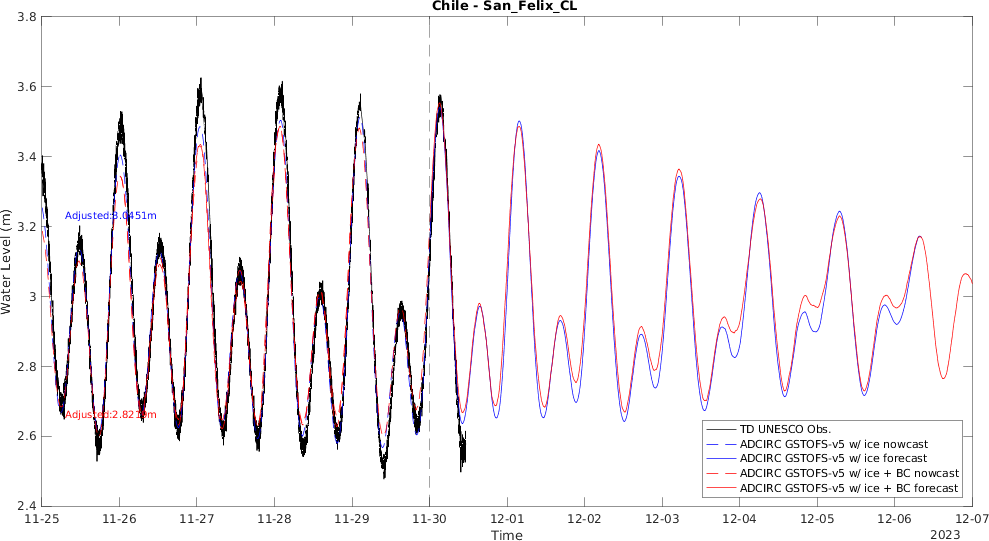 Chile - San_Felix_CL
Water Level (m)
3.8
3.6
3.4
3.2
3
2.8
2.6
2.4
Adjusted:3.0451m
TD UNESCO Obs.
ADCIRC GSTOFS-v5 w/ ice nowcast
ADCIRC GSTOFS-v5 w/ ice forecast
ADCIRC GSTOFS-v5 w/ ice + BC nowcast
ADCIRC GSTOFS-v5 w/ ice + BC forecast
11-25
11-26
11-27
11-28
11-29
11-30
12-01
12-02
12-03
12-04
12-05
12-06
12-07
Time
2023